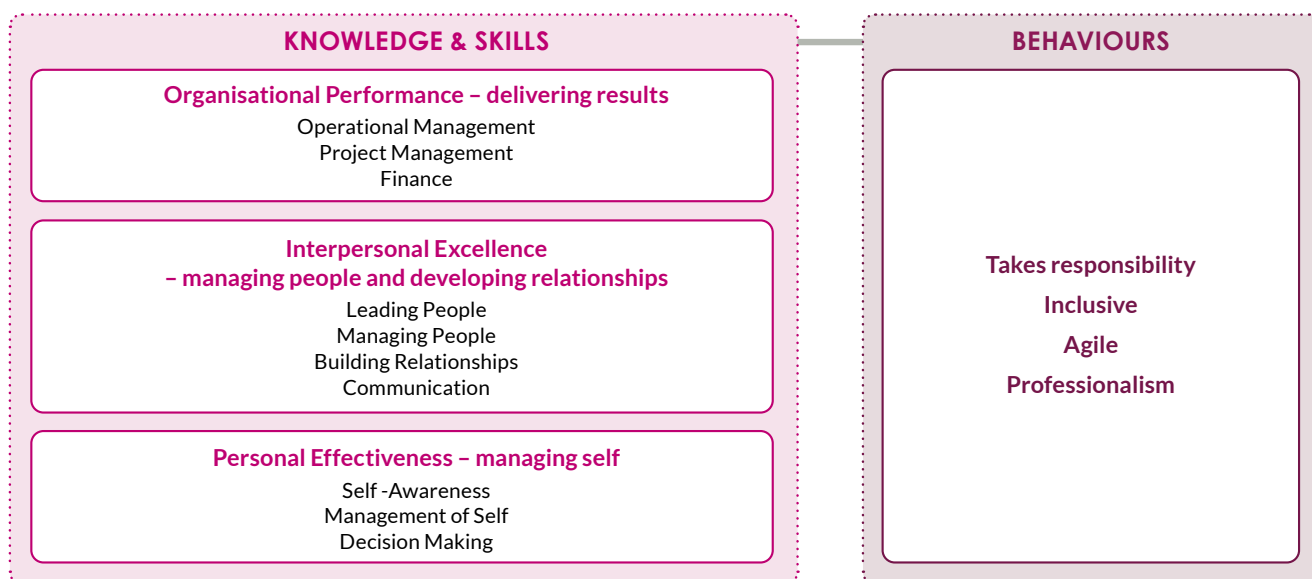 KNOWLEDGE & SKILLS
Organisational Performance – delivering results
Operational Management
Project Management
Finance
Interpersonal Excellence
– managing people and developing relationships
Leading People
Managing People
Building Relationships
Communication
Personal Effectiveness – managing self
Self -Awareness
Management of Self
Decision Making
BEHAVIOURS
Takes responsibility
Inclusive
Agile
Professionalism